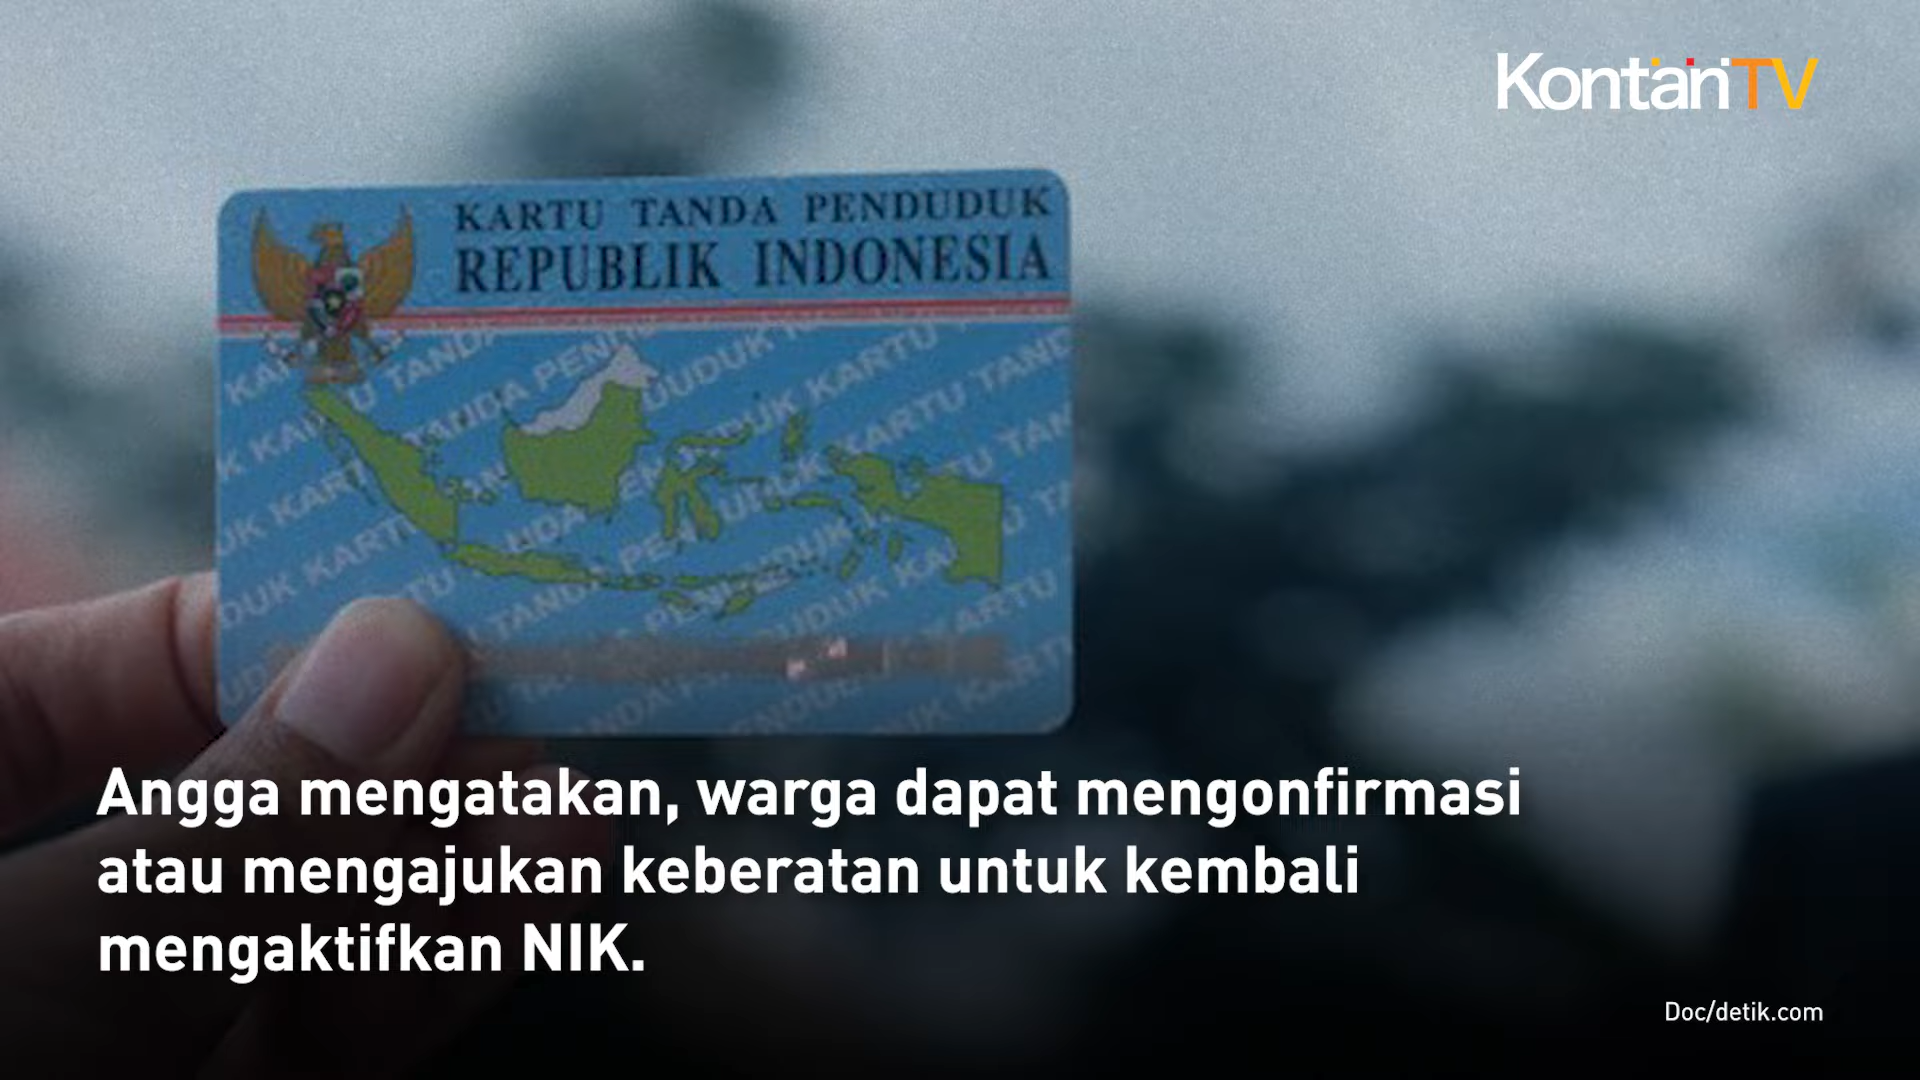 KontanTV
KARTU TANDA PENDUDUK
REPUBLIK INDONESIA
Angga mengatakan, warga dapat mengonfirmasi
atau mengajukan keberatan untuk kembali
mengaktifkan NIK.
Doc/detik.com